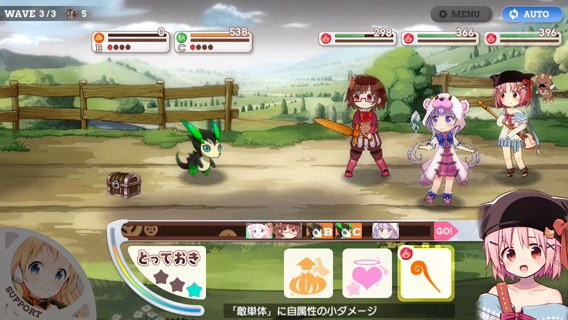 WAVE 3/3 5
MENU
AUTO
B 0
C 538
298
366
396
B C GO!
とっておき
SUPPORT
「敵単体」に自属性の小ダメージ